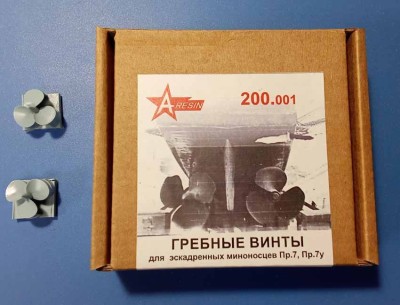 A-RESIN
200.001
ГРЕБНЫЕ ВИНТЫ
для эскадренных миноносцев Пр.7, Пр.7у